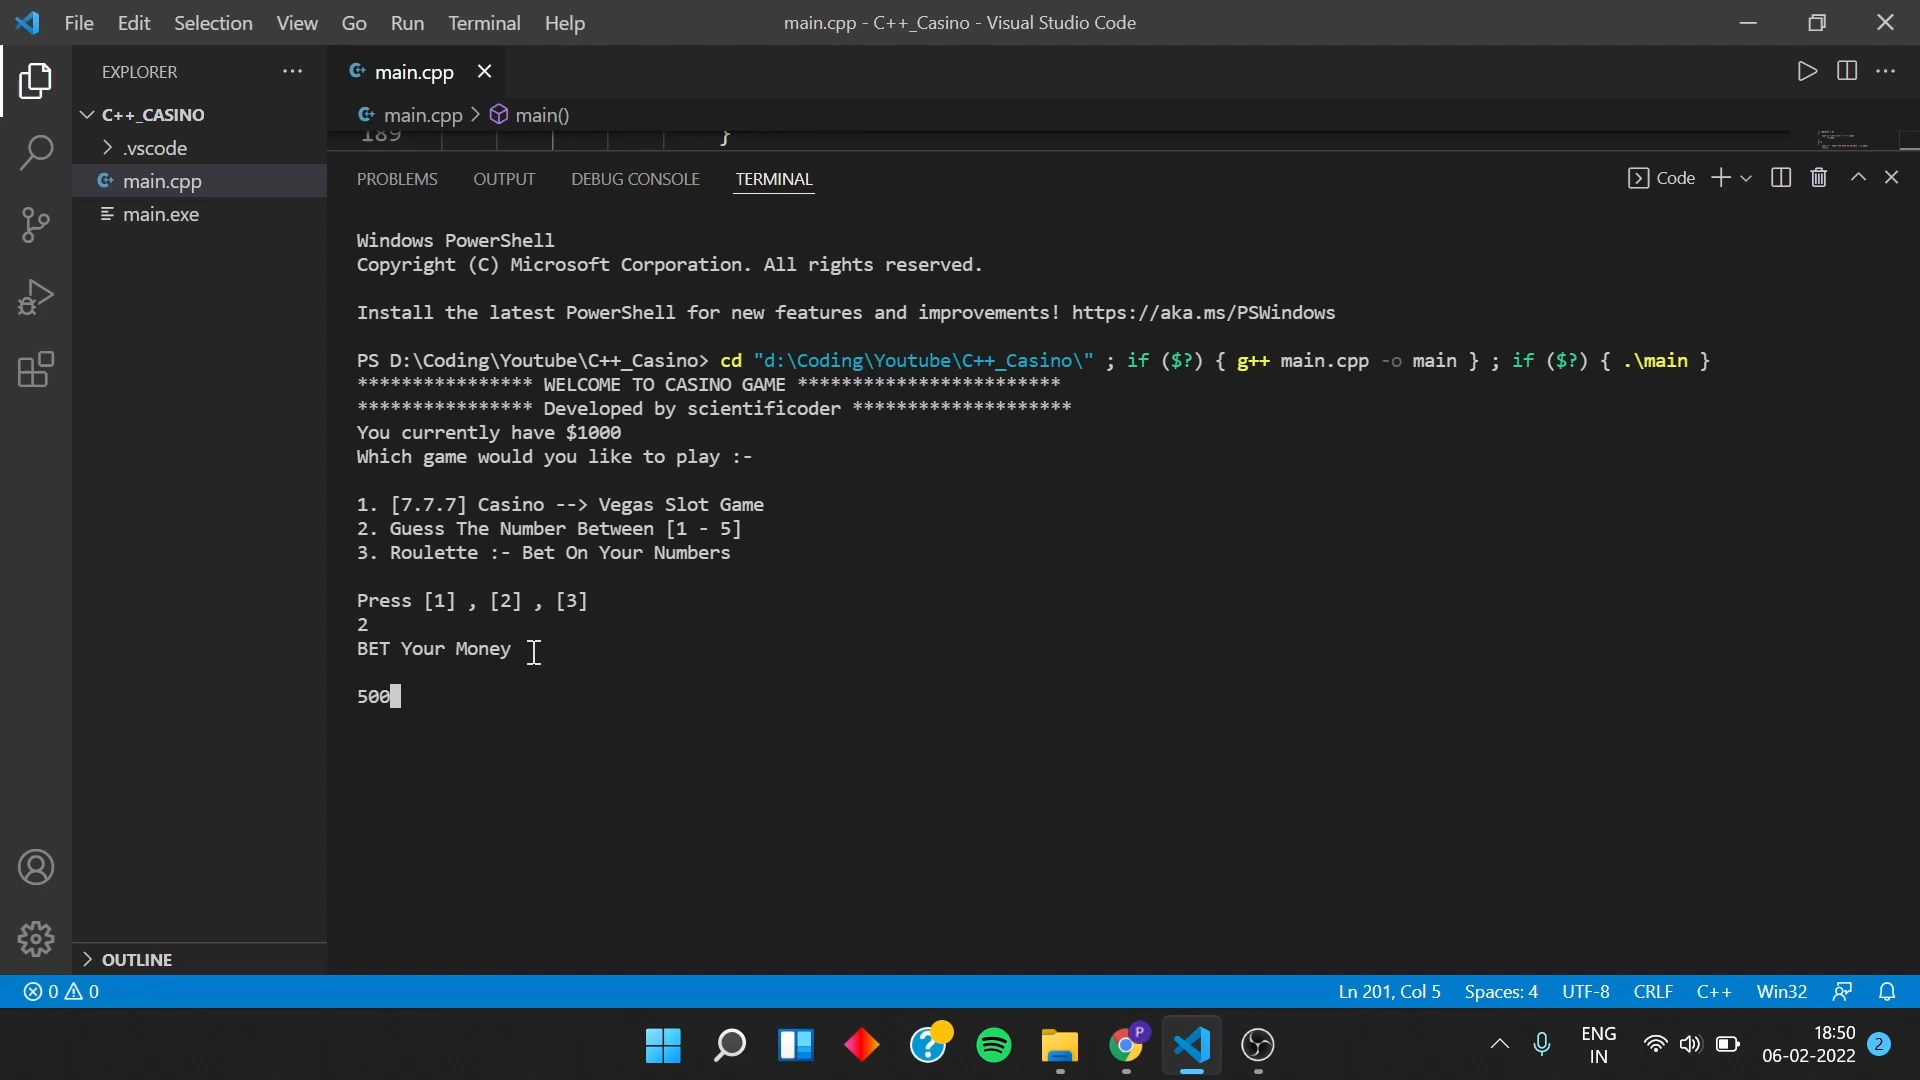 File Edit Selection View Go Run Terminal Help
main.cpp - C++_Casino - Visual Studio Code
EXPLORER
C++_CASINO
.vscode
main.cpp
main.exe
OUTLINE
main.cpp
main.cpp > main()
189 }
PROBLEMS OUTPUT DEBUG CONSOLE TERMINAL
Code
Windows PowerShell
Copyright (C) Microsoft Corporation. All rights reserved.
Install the latest PowerShell for new features and improvements! https://aka.ms/PSWindows
PS D:\Coding\Youtube\C++_Casino> cd "d:\Coding\Youtube\C++_Casino\" ; if ($?) { g++ main.cpp -o main } ; if ($?) { .\main }
**************** WELCOME TO CASINO GAME ************************
**************** Developed by scientificoder ********************
You currently have $1000
Which game would you like to play :-
1. [7.7.7] Casino --> Vegas Slot Game
2. Guess The Number Between [1 - 5]
3. Roulette :- Bet On Your Numbers
Press [1] , [2] , [3]
2
BET Your Money
500
0 0
Ln 201, Col 5 Spaces: 4 UTF-8 CRLF C++ Win32
P
ENG
IN
18:50
06-02-2022
2